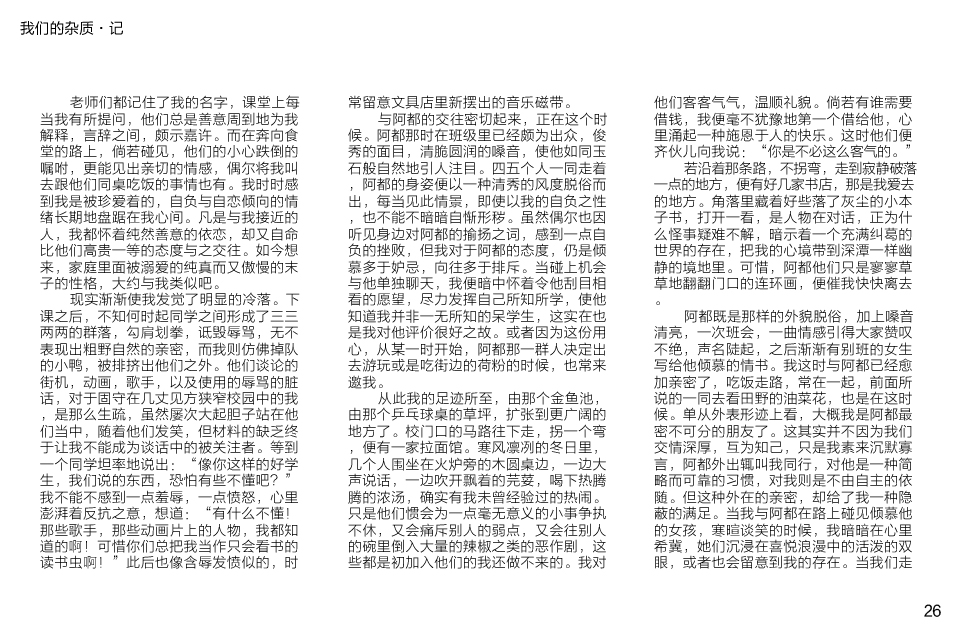 我们的杂质·记
老师们都记住了我的名字，课堂上每
当我有所提问，他们总是善意周到地为我
解释，言辞之间，颇示嘉许。而在奔向食
堂的路上，倘若碰见，他们的小心跌倒的
嘱咐，更能见出亲切的情感，偶尔将我叫
去跟他们同桌吃饭的事情也有。我时时感
到我是被珍爱着的，自负与自恋倾向的情
绪长期地盘踞在我心间。凡是与我接近的
人，我都怀着纯然善意的依恋，却又自命
比他们高贵一等的态度与之交往。如今想
来，家庭里面被溺爱的纯真而又傲慢的末
子的性格，大约与我类似吧。
现实渐渐使我发觉了明显的冷落。下
课之后，不知何时起同学之间形成了三三
两两的群落，勾肩划拳，诋毁辱骂，无不
表现出粗野自然的亲密，而我则仿佛掉队
的小鸭，被排挤出他们之外。他们谈论的
街机，动画，歌手，以及使用的辱骂的脏
话，对于固守在几丈见方狭窄校园中的我
，是那么生疏，虽然屡次大起胆子站在他
们当中，随着他们发笑，但材料的缺乏终
于让我不能成为谈话中的被关注者。等到
一个同学坦率地说出：“像你这样的好学
生，我们说的东西，恐怕有些不懂吧？”
我不能不感到一点羞辱，一点愤怒，心里
澎湃着反抗之意，想道：“有什么不懂！
那些歌手，那些动画片上的人物，我都知
道的啊！可惜你们总把我当作只会看书的
读书虫啊！”此后也像含辱发愤似的，时
常留意文具店里新摆出的音乐磁带。
与阿都的交往密切起来，正在这个时
候。阿都那时在班级里已经颇为出众，俊
秀的面目，清脆圆润的嗓音，使他如同玉
石般自然地引人注目。四五个人一同走着
，阿都的身姿便以一种清秀的风度脱俗而
出，每当见此情景，即使以我的自负之性
，也不能不暗暗自惭形秽。虽然偶尔也因
听见身边对阿都的揄扬之词，感到一点自
负的挫败，但我对于阿都的态度，仍是倾
慕多于妒忌，向往多于排斥。当碰上机会
与他单独聊天，我便暗中怀着令他刮目相
看的愿望，尽力发挥自己所知所学，使他
知道我并非一无所知的呆学生，这实在也
是我对他评价很好之故。或者因为这份用
心，从某一时开始，阿都那一群人决定出
去游玩或是吃街边的荷粉的时候，也常来
邀我。
从此我的足迹所至，由那个金鱼池，
由那个乒乓球桌的草坪，扩张到更广阔的
地方了。校门口的马路往下走，拐一个弯
，便有一家拉面馆。寒风凛冽的冬日里，
几个人围坐在火炉旁的木圆桌边，一边大
声说话，一边吹开飘着的芫荽，喝下热腾
腾的浓汤，确实有我未曾经验过的热闹。
只是他们惯会为一点毫无意义的小事争执
不休，又会痛斥别人的弱点，又会往别人
的碗里倒入大量的辣椒之类的恶作剧，这
些都是初加入他们的我还做不来的。我对
他们客客气气，温顺礼貌。倘若有谁需要
借钱，我便毫不犹豫地第一个借给他，心
里涌起一种施恩于人的快乐。这时他们便
齐伙儿向我说：“你是不必这么客气的。”
若沿着那条路，不拐弯，走到寂静破落
一点的地方，便有好几家书店，那是我爱去
的地方。角落里藏着好些落了灰尘的小本
子书，打开一看，是人物在对话，正为什
么怪事疑难不解，暗示着一个充满纠葛的
世界的存在，把我的心境带到深潭一样幽
静的境地里。可惜，阿都他们只是寥寥草
草地翻翻门口的连环画，便催我快快离去
。
阿都既是那样的外貌脱俗，加上嗓音
清亮，一次班会，一曲情感引得大家赞叹
不绝，声名陡起，之后渐渐有别班的女生
写给他倾慕的情书。我这时与阿都已经愈
加亲密了，吃饭走路，常在一起，前面所
说的一同去看田野的油菜花，也是在这时
候。单从外表形迹上看，大概我是阿都最
密不可分的朋友了。这其实并不因为我们
交情深厚，互为知己，只是我素来沉默寡
言，阿都外出辄叫我同行，对他是一种简
略而可靠的习惯，对我则是不由自主的依
随。但这种外在的亲密，却给了我一种隐
蔽的满足。当我与阿都在路上碰见倾慕他
的女孩，寒暄谈笑的时候，我暗暗在心里
希冀，她们沉浸在喜悦浪漫中的活泼的双
眼，或者也会留意到我的存在。当我们走
26